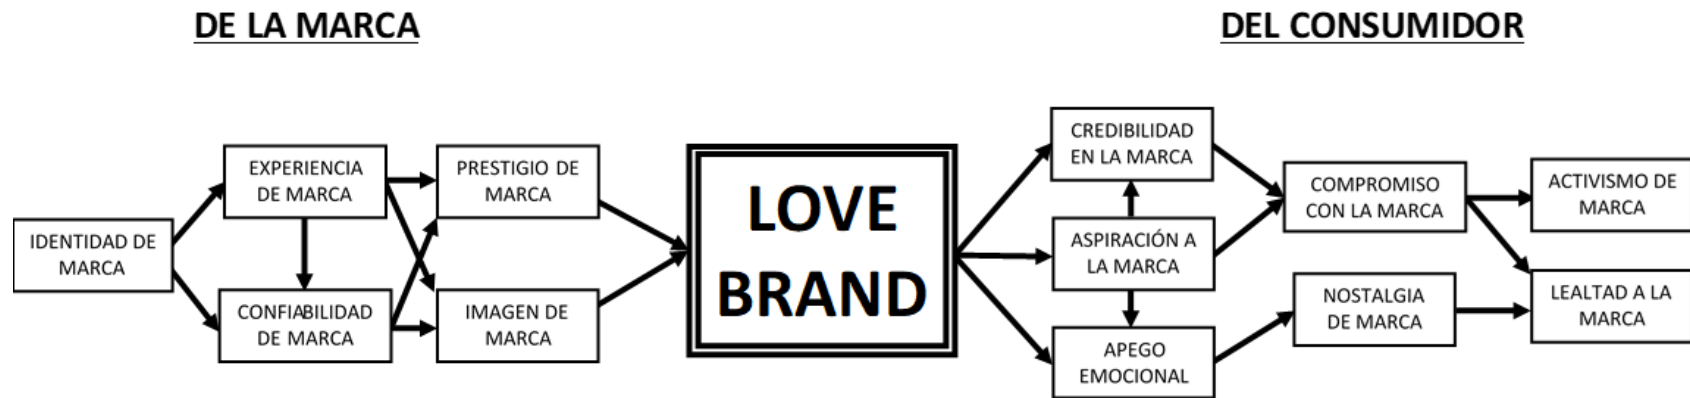 DE LA MARCA
DEL CONSUMIDOR
IDENTIDAD DE
MARCA
EXPERIENCIA
DE MARCA
CONFIABILIDAD
DE MARCA
PRESTIGIO DE
MARCA
IMAGEN DE
MARCA
LOVE
BRAND
CREDIBILIDAD
EN LA MARCA
ASPIRACIÓN A
LA MARCA
APEGO
EMOCIONAL
COMPROMISO
CON LA MARCA
NOSTALGIA
DE MARCA
ACTIVISMO DE
MARCA
LEALTAD A LA
MARCA